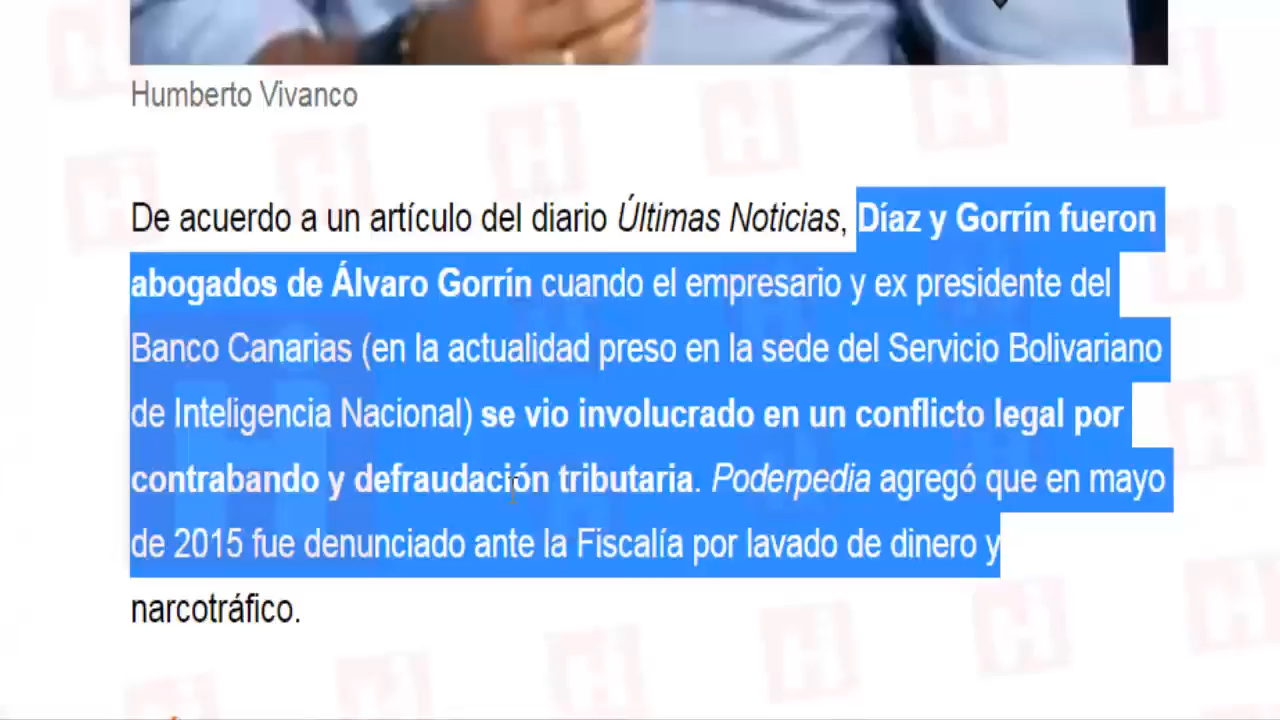 Humberto Vivanco
De acuerdo a un artículo del diario Últimas Noticias, Díaz y Gorrín fueron
abogados de Álvaro Gorrín cuando el empresario y ex presidente del
Banco Canarias (en la actualidad preso en la sede del Servicio Bolivariano
de Inteligencia Nacional) se vio involucrado en un conflicto legal por
contrabando y defraudación tributaria. Poderpedia agregó que en mayo
de 2015 fue denunciado ante la Fiscalía por lavado de dinero y
narcotráfico.